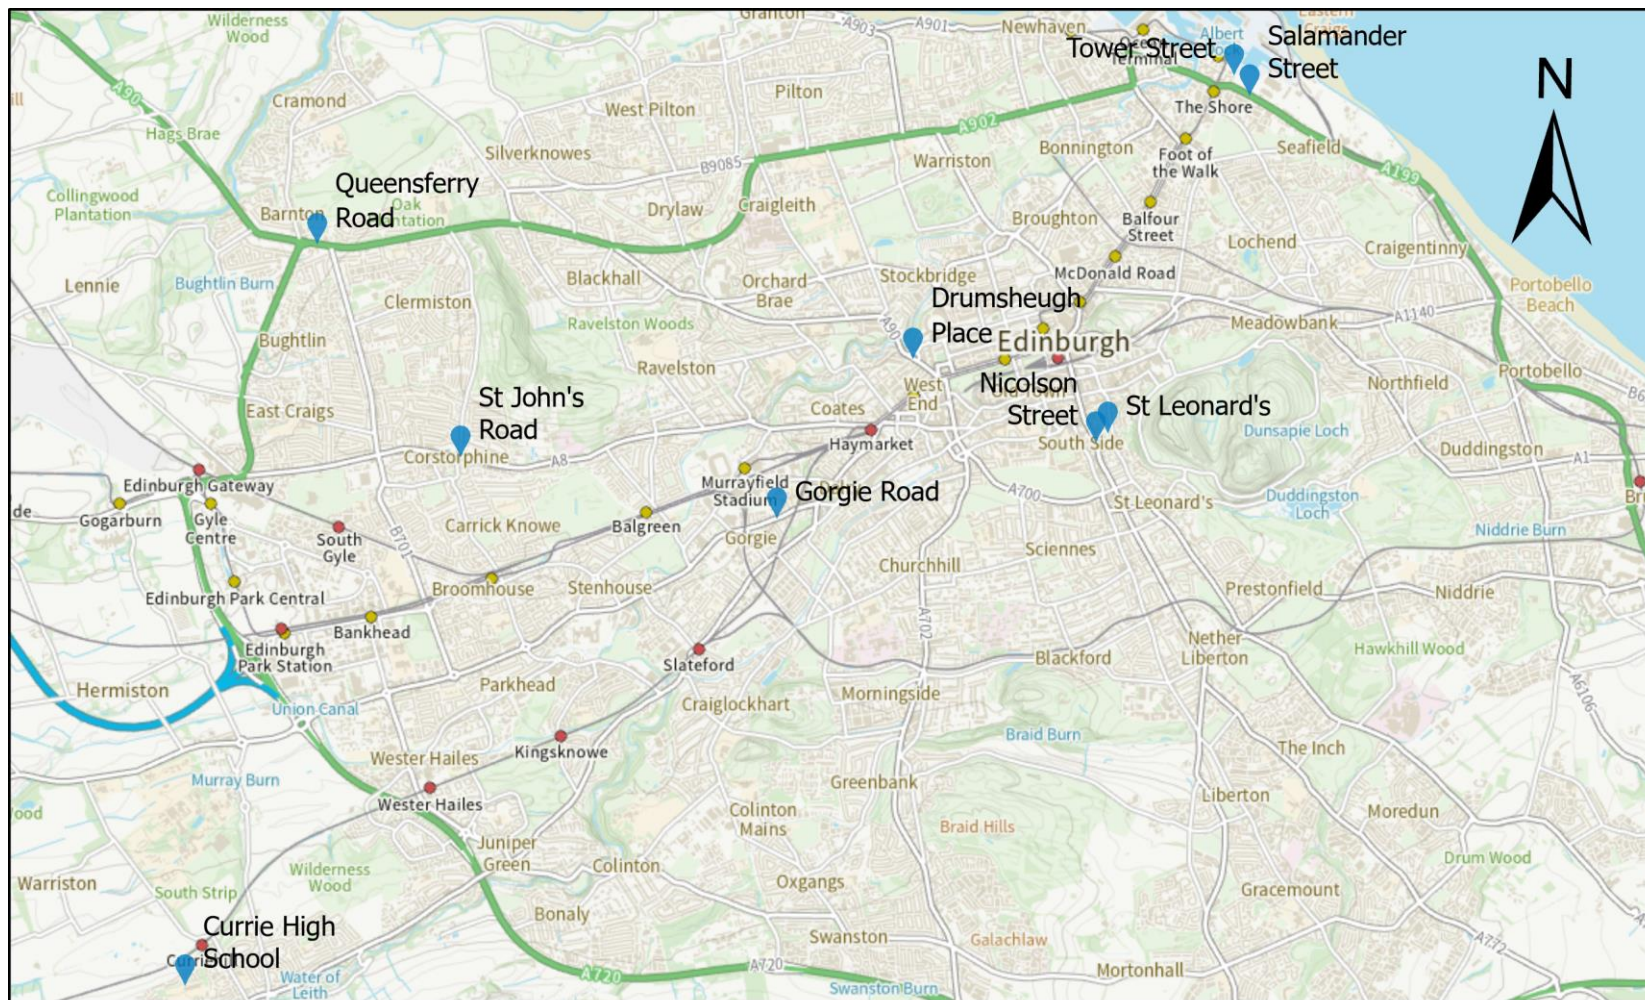 Wilderness
Wood
Granton
A903
A901
Newhaven
Albert
Salamander
Street
Tower Street
Terminal
N
A90
Cramond
West Pilton
Pilton
The Shore
Hags Brae
A902
Silverknowes
B9085
Warriston
Bonnington
Foot of
the Walk
Seafield
A199
Collingwood
Plantation
Queensferry
Road
Barnton
Oak
Drylaw
Craigleith
Broughton
Balfour
Street
Lochend
Craigentinny
Lennie
Bughtlin Burn
Clermiston
Blackhall
Orchard
Brae
Stockbridge
McDonald Road
Portobello
Beach
Drumsheugh
Place
A90
Edinburgh
Ravelston Woods
Meadowbank
A1140
Bughtlin
Ravelston
West
End
Nicolson
Street
Northfield
Portobello
St John's
Road
East Craigs
Coates
St Leonard's
Haymarket
South Side
Dunsapie Loch
Duddingston
A1
Corstorphine
A8
Edinburgh Gateway
Murrayfield
Stadium
Gorgie Road
A700
St Leonard's
Duddingston
Loch
Gogarburn
Gyle
Centre
South
Gyle
B701
Carrick Knowe
Balgreen
Gorgie
Sciennes
Niddrie Burn
Churchhill
Edinburgh Park Central
Broomhouse
Stenhouse
Prestonfield
Niddrie
A702
Bankhead
Edinburgh
Park Station
Slateford
Blackford
Nether
Liberton
Hawkhill Wood
Hermiston
Union Canal
Parkhead
Craiglockhart
Morningside
A6106
Kingsknowe
Braid Burn
The Inch
Murray Burn
Wester Hailes
Wester Hailes
Greenbank
Liberton
Moredun
Colinton
Mains
Braid Hills
Juniper
Green
Colinton
Drum Wood
Warriston
South Strip
Wilderness
Wood
Oxgangs
Gracemount
Bonaly
Currie High
School
Swanston
Galachlaw
A772
Water of
Leith
A720
A720
Swanston Burn
Mortonhall